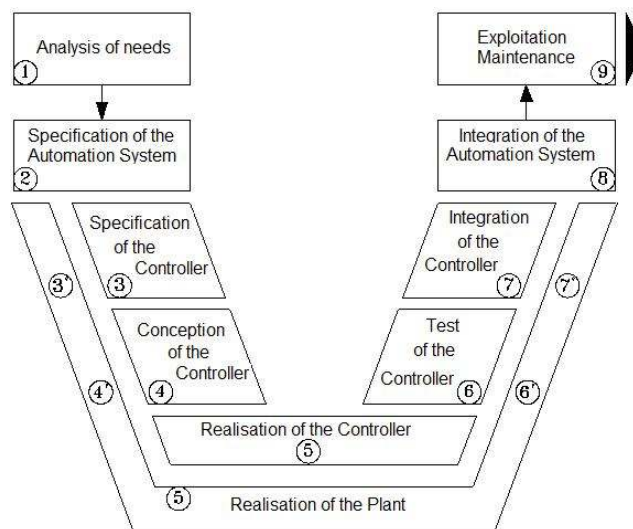 Analysis of needs
1
Specification of the
Automation System
2
Specification
of the
Controller
3
3'
Conception
of the
Controller
4
4'
Realisation of the Controller
5
5
Realisation of the Plant
Test
of the
Controller
6
6'
Integration
of the
Controller
7
7'
Integration of the
Automation System
8
Exploitation
Maintenance
9